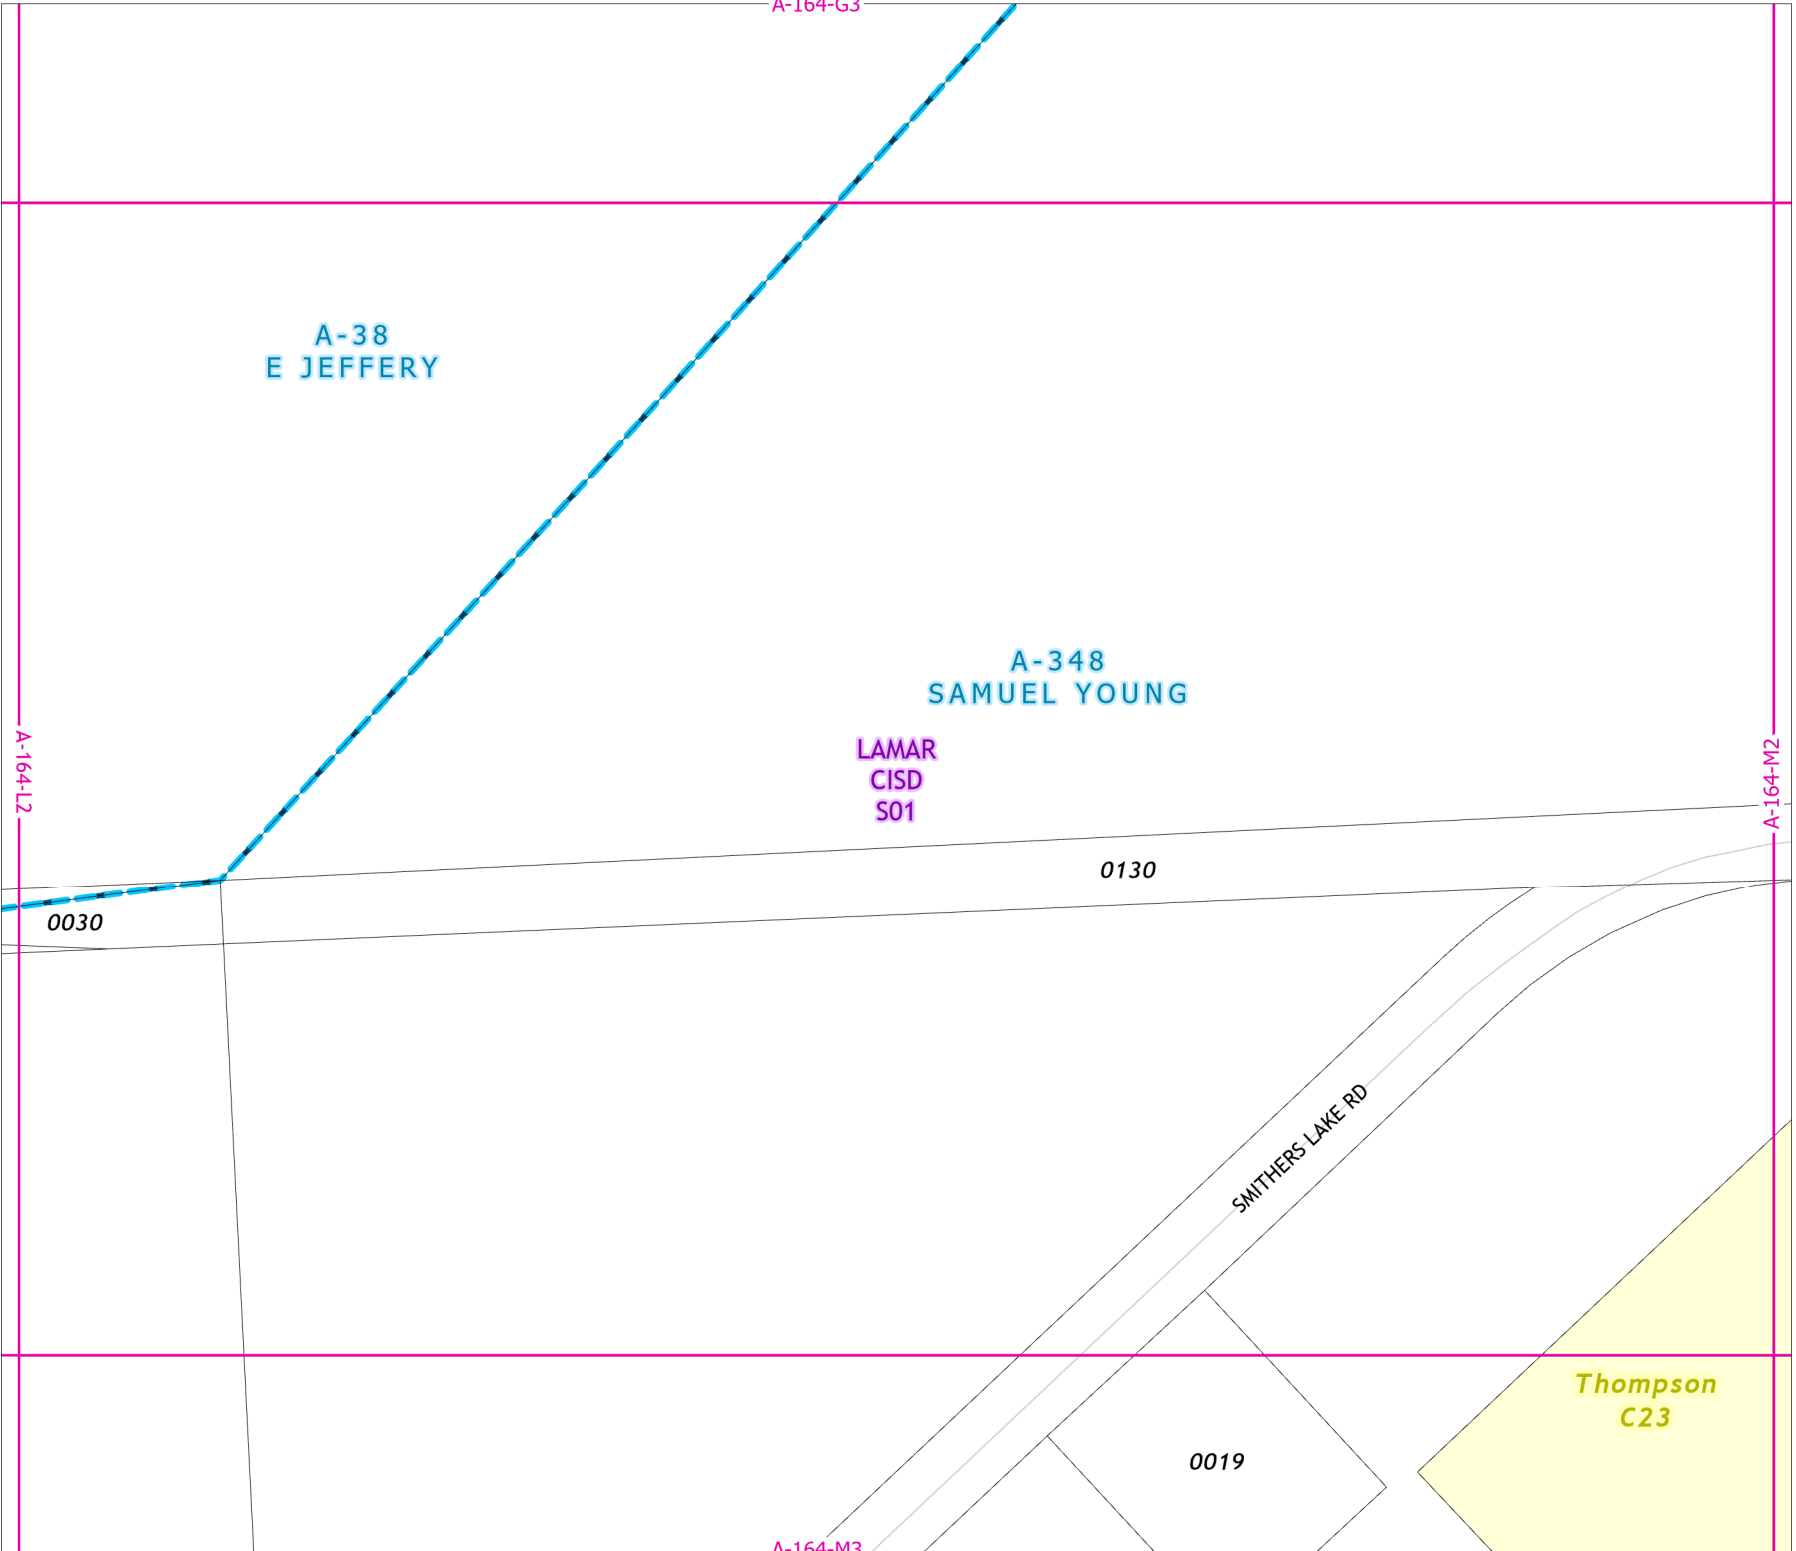 A-164-G3
A-38
E JEFFERY
A-348
SAMUEL YOUNG
LAMAR
CISD
S01
A-164-L2
A-164-M2
0130
0030
SMITHERS LAKE RD
Thompson
C23
0019
A-164-M3